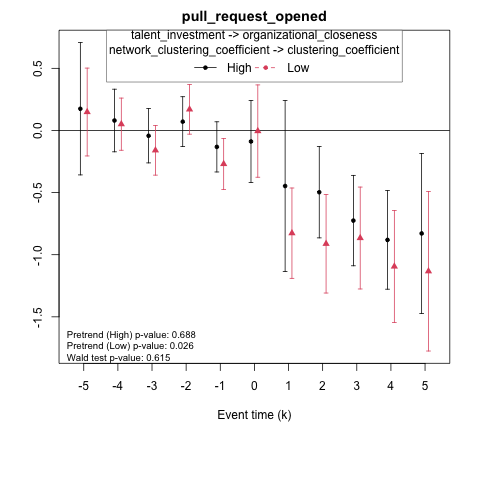 pull_request_opened
talent_investment -> organizational_closeness
network_clustering_coefficient -> clustering_coefficient
High Low
0.5
0.0
-0.5
-1.0
-1.5
Pretrend (High) p-value: 0.688
Pretrend (Low) p-value: 0.026
Wald test p-value: 0.615
-5 -4 -3 -2 -1 0 1 2 3 4 5
Event time (k)